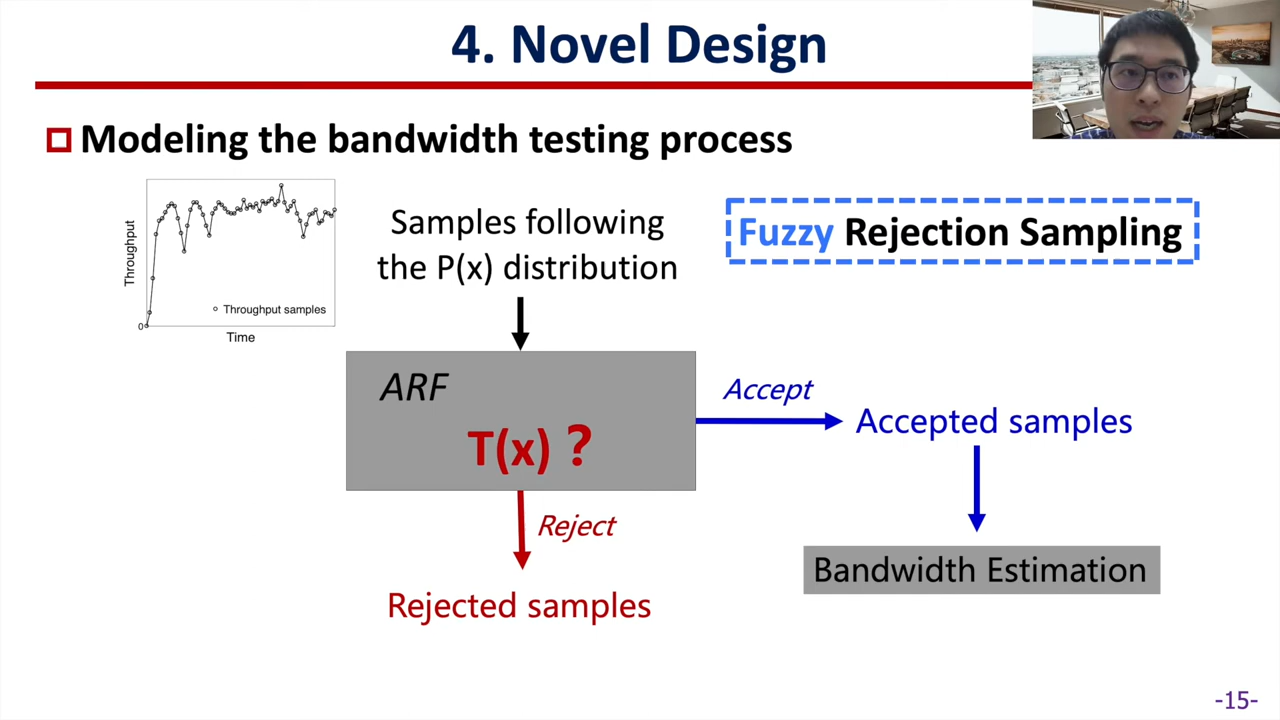 4. Novel Design
Modeling the bandwidth testing process
Throughput
0
Throughput samples
Time
Samples following
the P(x) distribution
Fuzzy Rejection Sampling
ARF
T(x) ?
Accept
Accepted samples
Reject
Rejected samples
Bandwidth Estimation
-15-